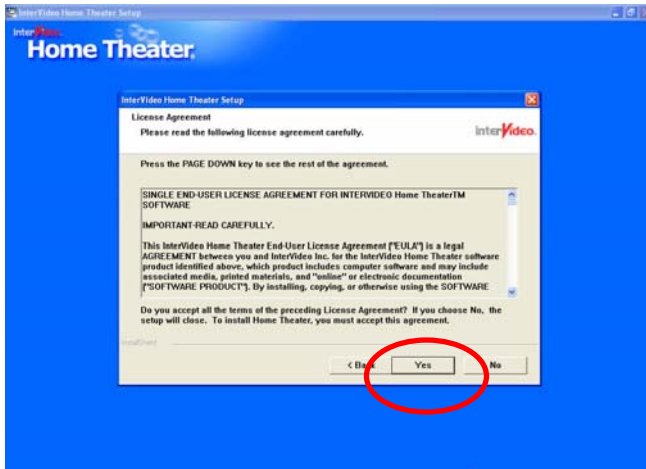 InterVideo Home Theater Setup
InterVideo
Home Theater
InterVideo Home Theater Setup
License Agreement
Please read the following license agreement carefully.
InterVideo
Press the PAGE DOWN key to see the rest of the agreement.
SINGLE END-USER LICENSE AGREEMENT FOR INTERVIDEO Home TheaterTM
SOFTWARE
IMPORTANT-READ CAREFULLY.
This InterVideo Home Theater End-User License Agreement ("EULA") is a legal
AGREEMENT between you and InterVideo Inc. for the InterVideo Home Theater software
product identified above, which product includes computer software and may include
associated media, printed materials, and "online" or electronic documentation
("SOFTWARE PRODUCT"). By installing, copying, or otherwise using the SOFTWARE
Do you accept all the terms of the preceding License Agreement? If you choose No, the
setup will close. To install Home Theater, you must accept this agreement.
InstallShield
< Back Yes No